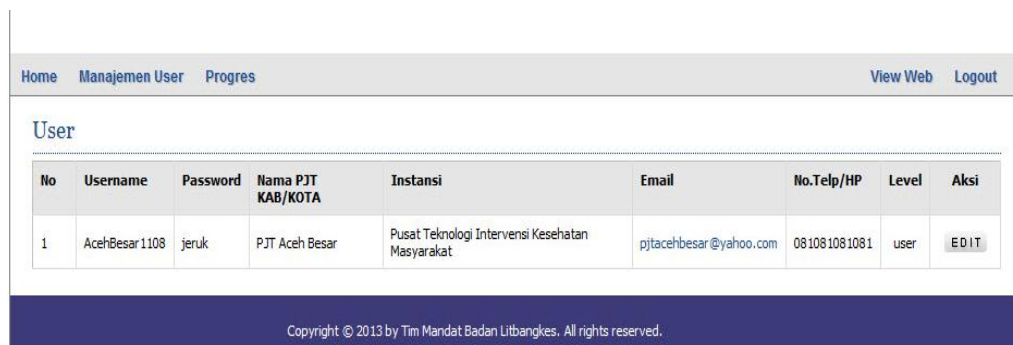 Home Manajemen User Progres View Web Logout
User
No Username Password Nama PJT KAB/KOTA Instansi Email No.Telp/HP Level Aksi
1 AcehBesar1108 jeruk PJT Aceh Besar Pusat Teknologi Intervensi Kesehatan Masyarakat pjtacehbesar@yahoo.com 081081081081 user EDIT
Copyright © 2013 by Tim Mandat Badan Litbangkes. All rights reserved.